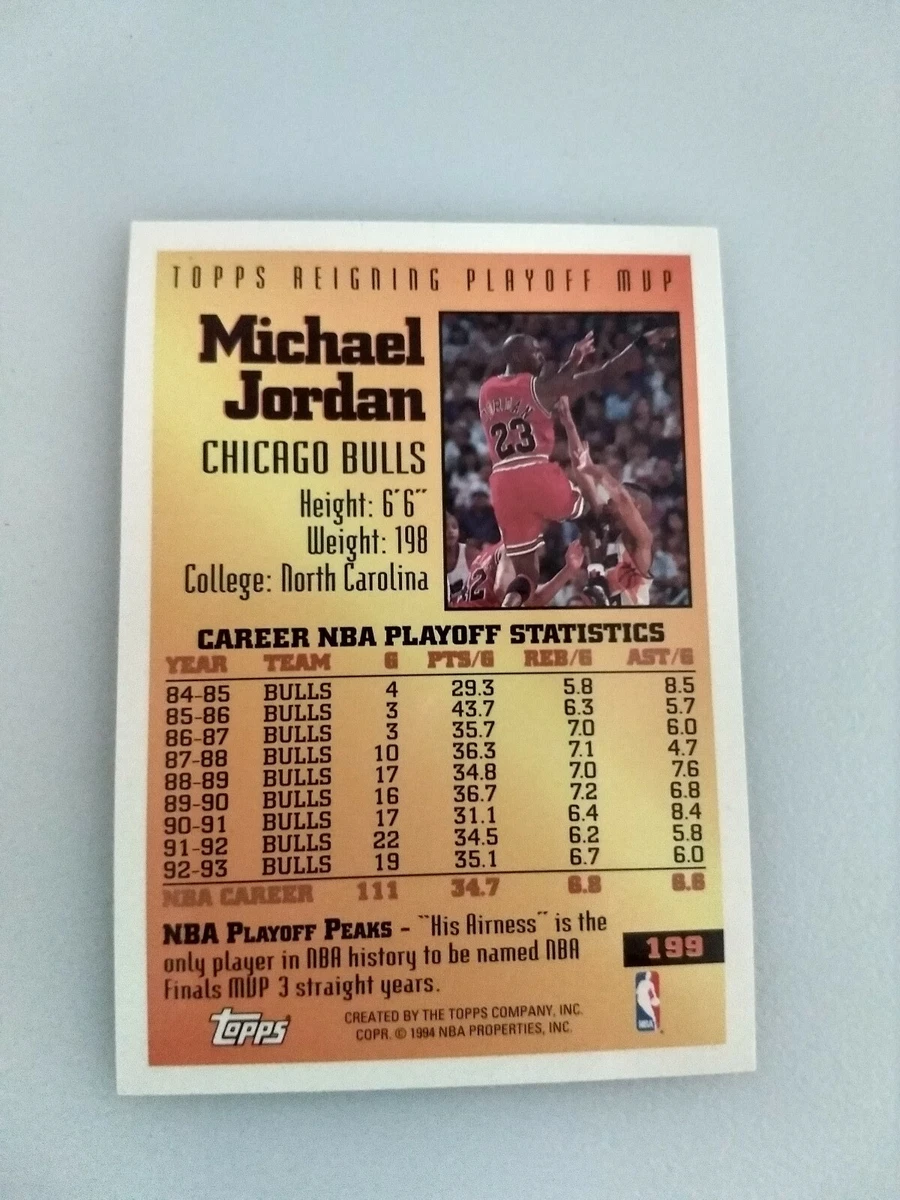 TOPPS REIGNING PLAYOFF MVP
Michael
Jordan
CHICAGO BULLS
Height: 6'6"
Weight: 198
College: North Carolina
JORDAN
23
CAREER NBA PLAYOFF STATISTICS
YEAR TEAM G PTS/G REB/G AST/G
84-85 BULLS 4 29.3 5.8 8.5
85-86 BULLS 3 43.7 6.3 5.7
86-87 BULLS 3 35.7 7.0 6.0
87-88 BULLS 10 36.3 7.1 4.7
88-89 BULLS 17 34.8 7.0 7.6
89-90 BULLS 16 36.7 7.2 6.8
90-91 BULLS 17 31.1 6.4 8.4
91-92 BULLS 22 34.5 6.2 5.8
92-93 BULLS 19 35.1 6.7 6.0
NBA CAREER 111 34.7 6.8 6.6
NBA PLAYOFF PEAKS - "His Airness" is the
only player in NBA history to be named NBA
Finals MVP 3 straight years.
199
topps
CREATED BY THE TOPPS COMPANY, INC.
COPR. © 1994 NBA PROPERTIES, INC.
NBA